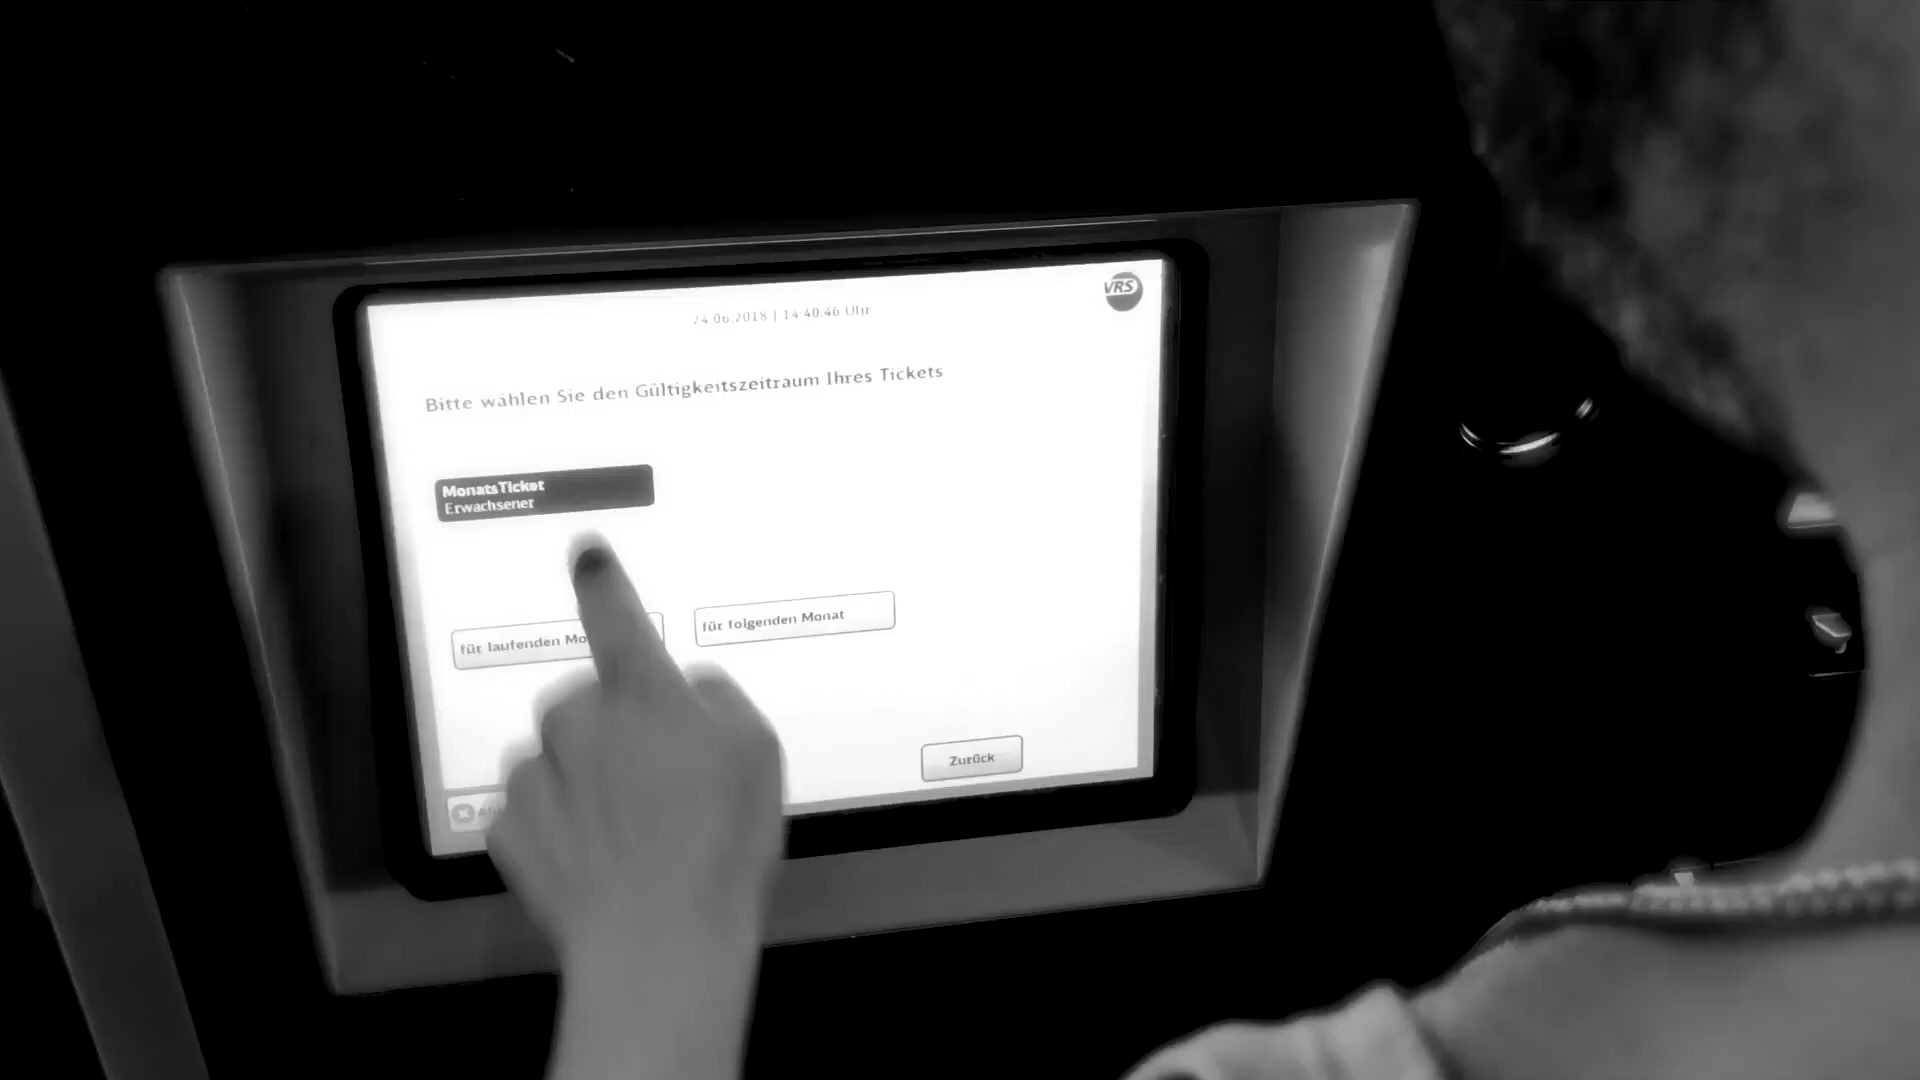 VRS
24.06.2018 | 14:40:46 Uhr
Bitte wählen Sie den Gültigkeitszeitraum Ihres Tickets
MonatsTicket
Erwachsener
für laufenden
für folgenden Monat
Zurück